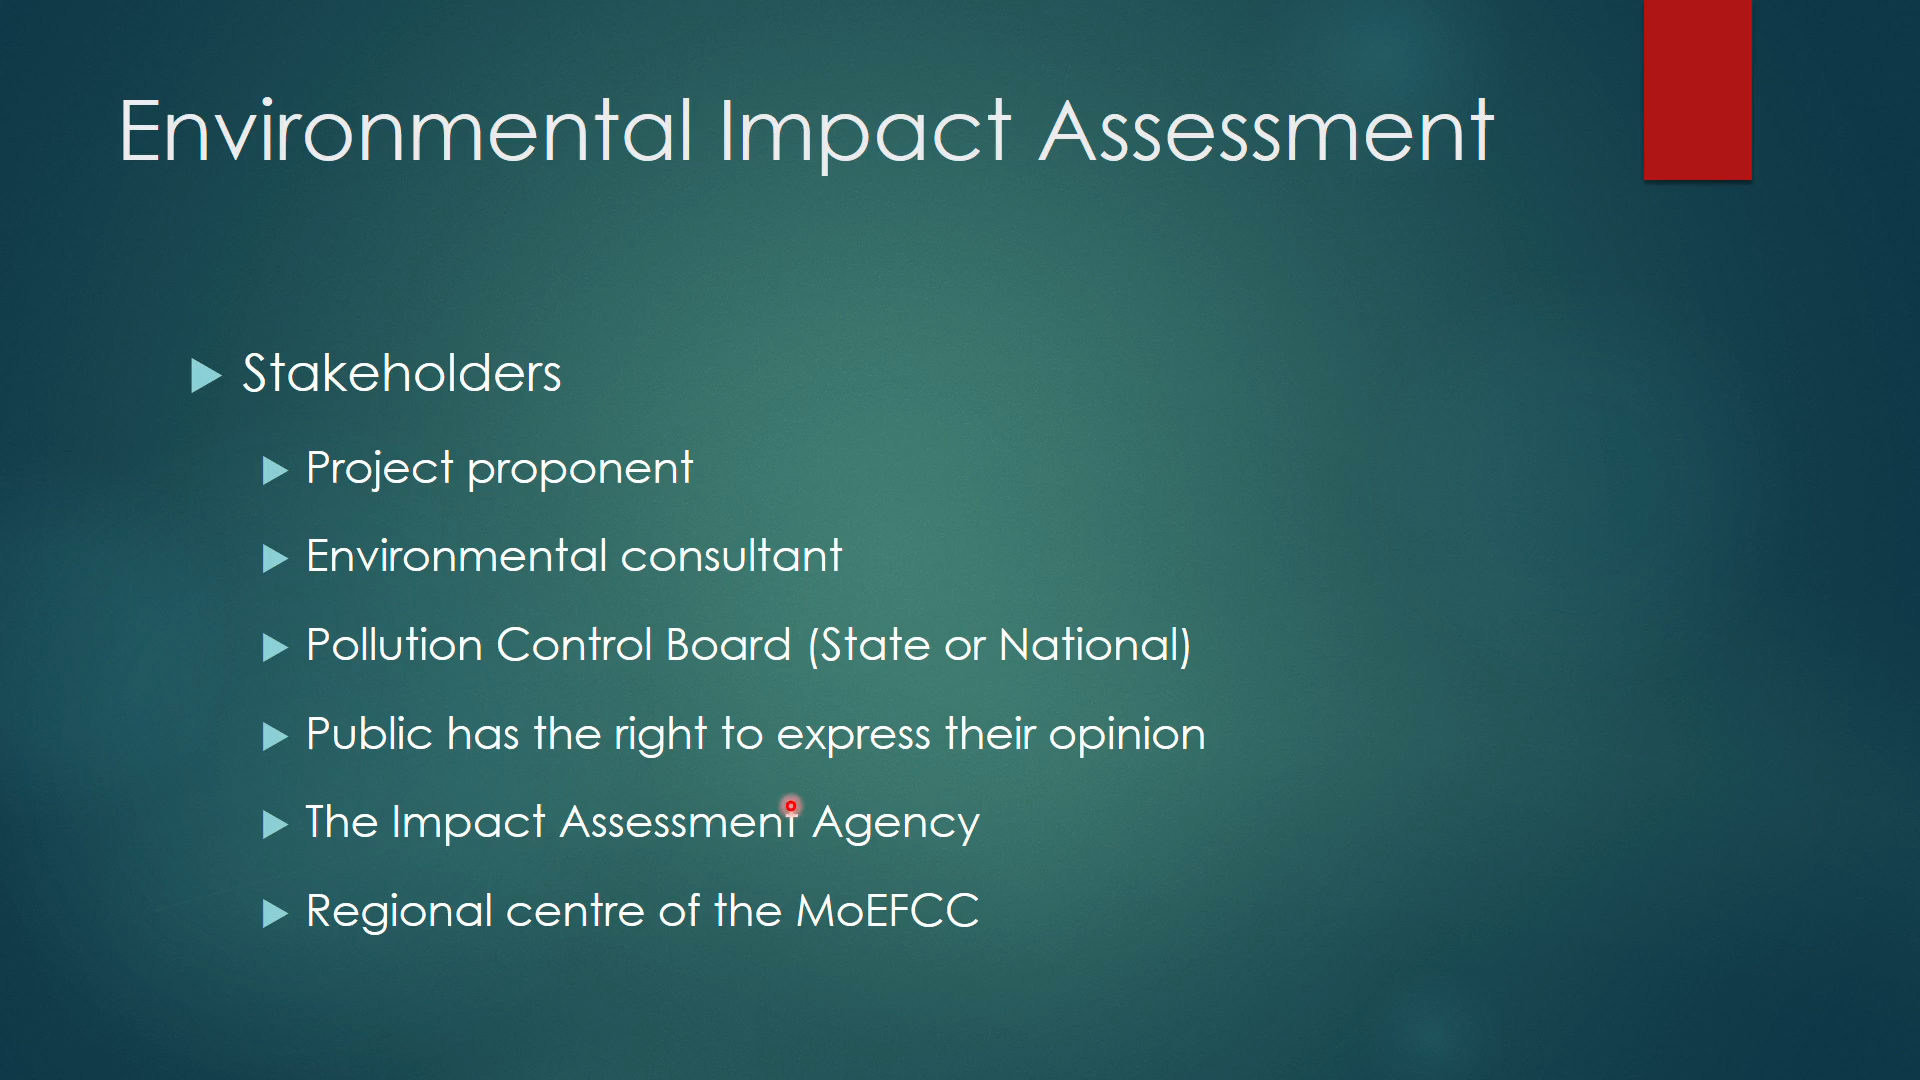 Environmental Impact Assessment
Stakeholders
Project proponent
Environmental consultant
Pollution Control Board (State or National)
Public has the right to express their opinion
The Impact Assessment Agency
Regional centre of the MoEFCC